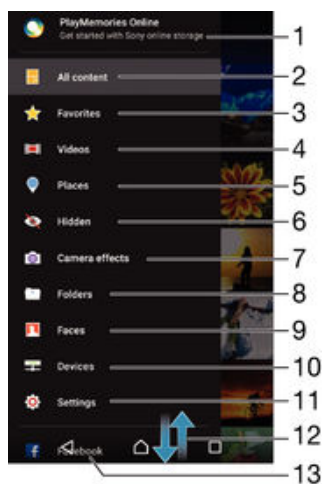 PlayMemories Online
Get started with Sony online storage
1
All content
2
Favorites
3
Videos
4
Places
5
Hidden
6
Camera effects
7
Folders
8
Faces
9
Devices
10
Settings
11
12
Facebook
13